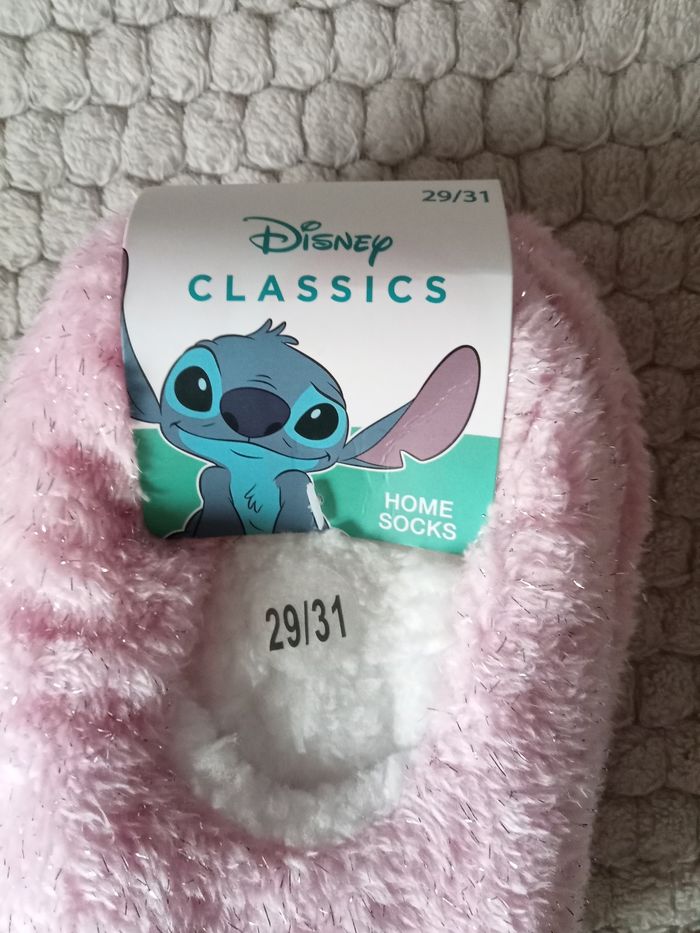 29/31
Disney
CLASSICS
HOME
SOCKS
29/31